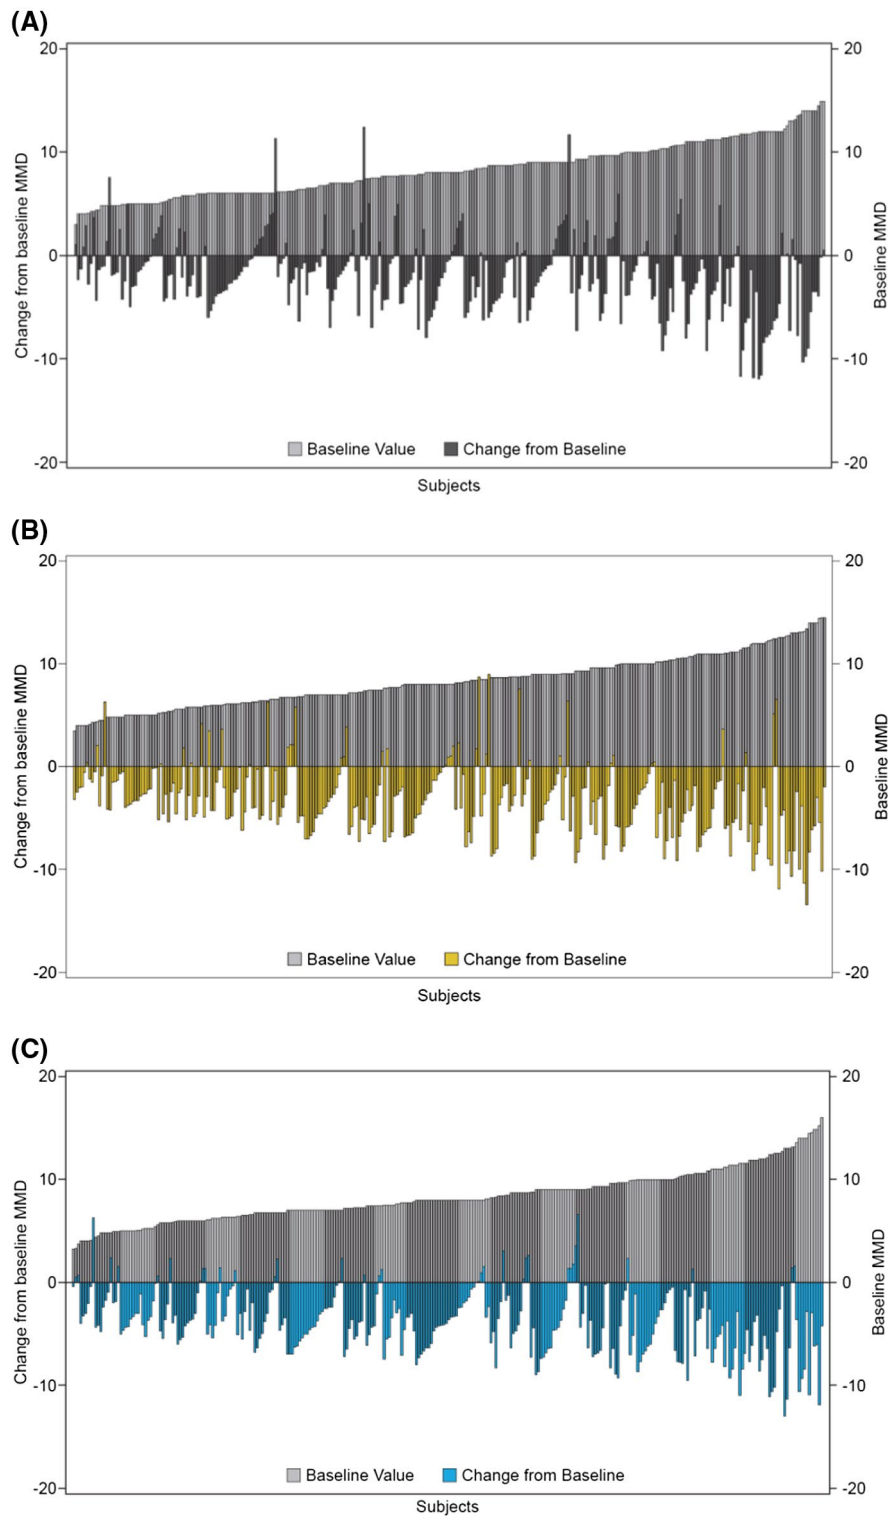 (A)
20 20
10 10
0 0
-10 -10
-20 -20
Change from baseline MMD
Baseline MMD
Baseline Value Change from Baseline
Subjects
(B)
20 20
10 10
0 0
-10 -10
-20 -20
Change from baseline MMD
Baseline MMD
Baseline Value Change from Baseline
Subjects
(C)
20 20
10 10
0 0
-10 -10
-20 -20
Change from baseline MMD
Baseline MMD
Baseline Value Change from Baseline
Subjects